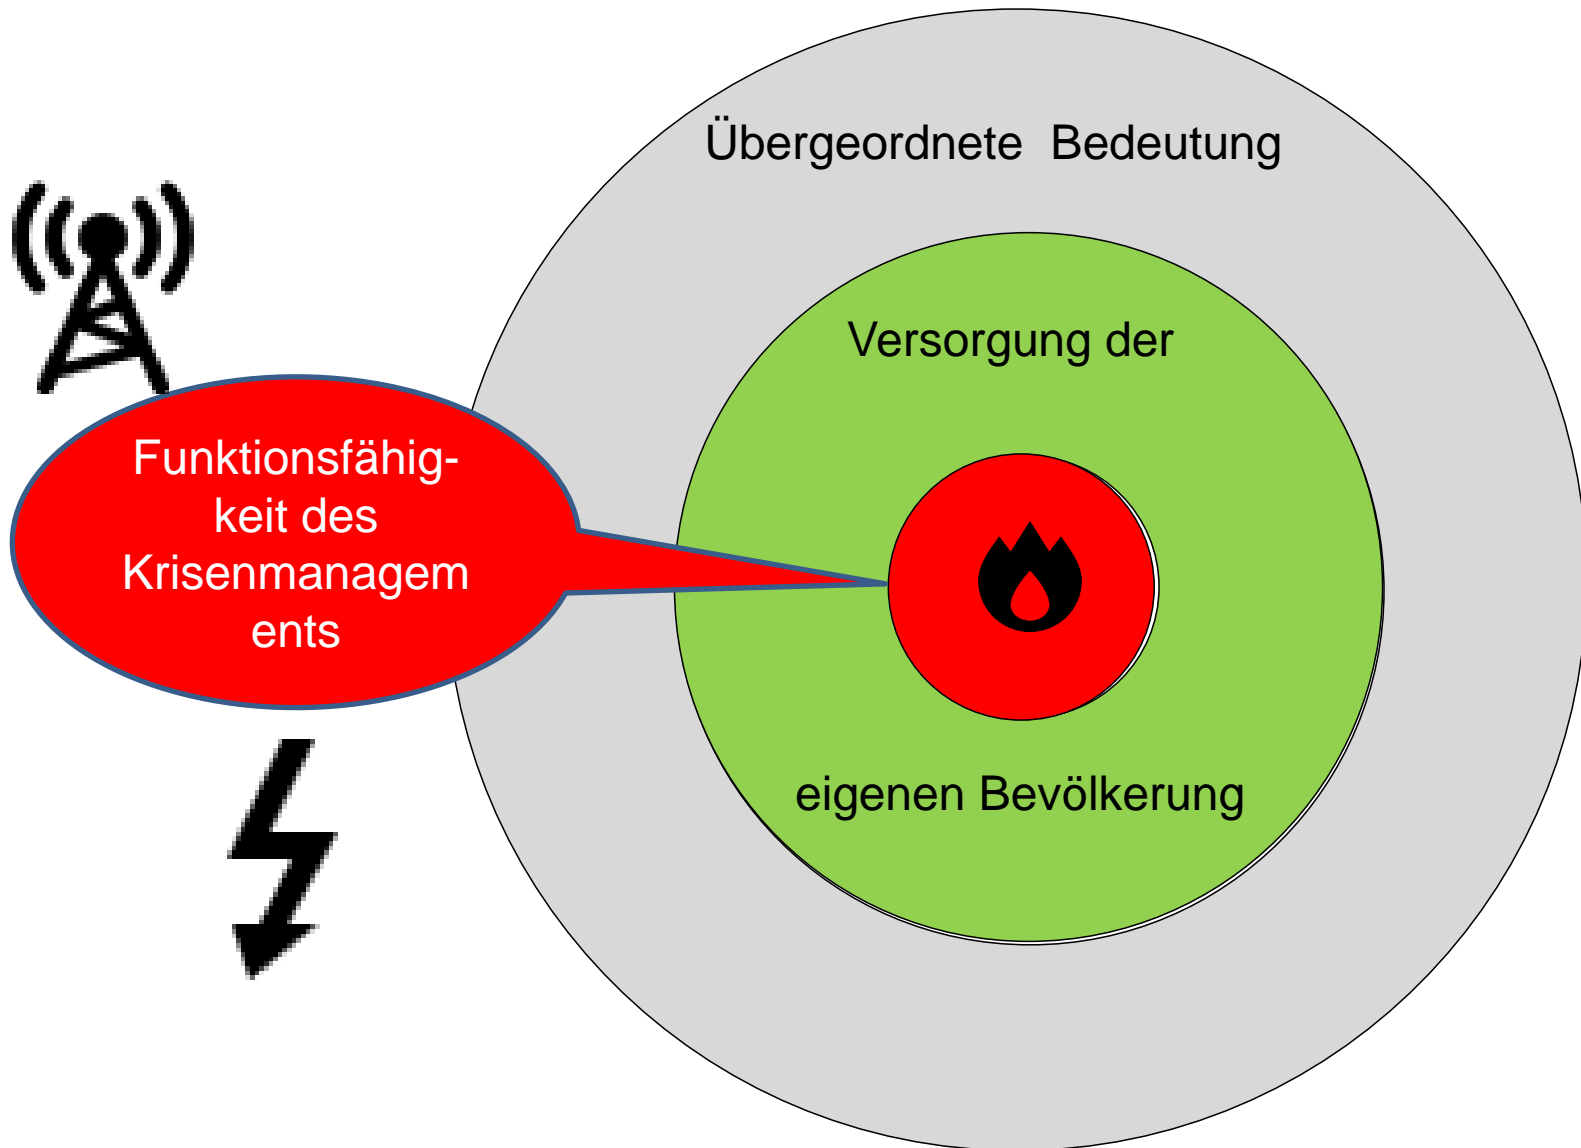 Übergeordnete Bedeutung
Versorgung der
Funktionsfähig-
keit des
Krisenmanagem
ents
eigenen Bevölkerung